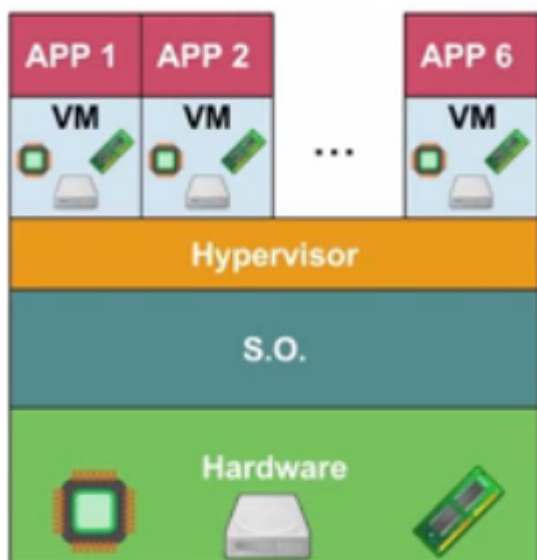 APP 1 APP 2 APP 6
VM VM ... VM
Hypervisor
S.O.
Hardware